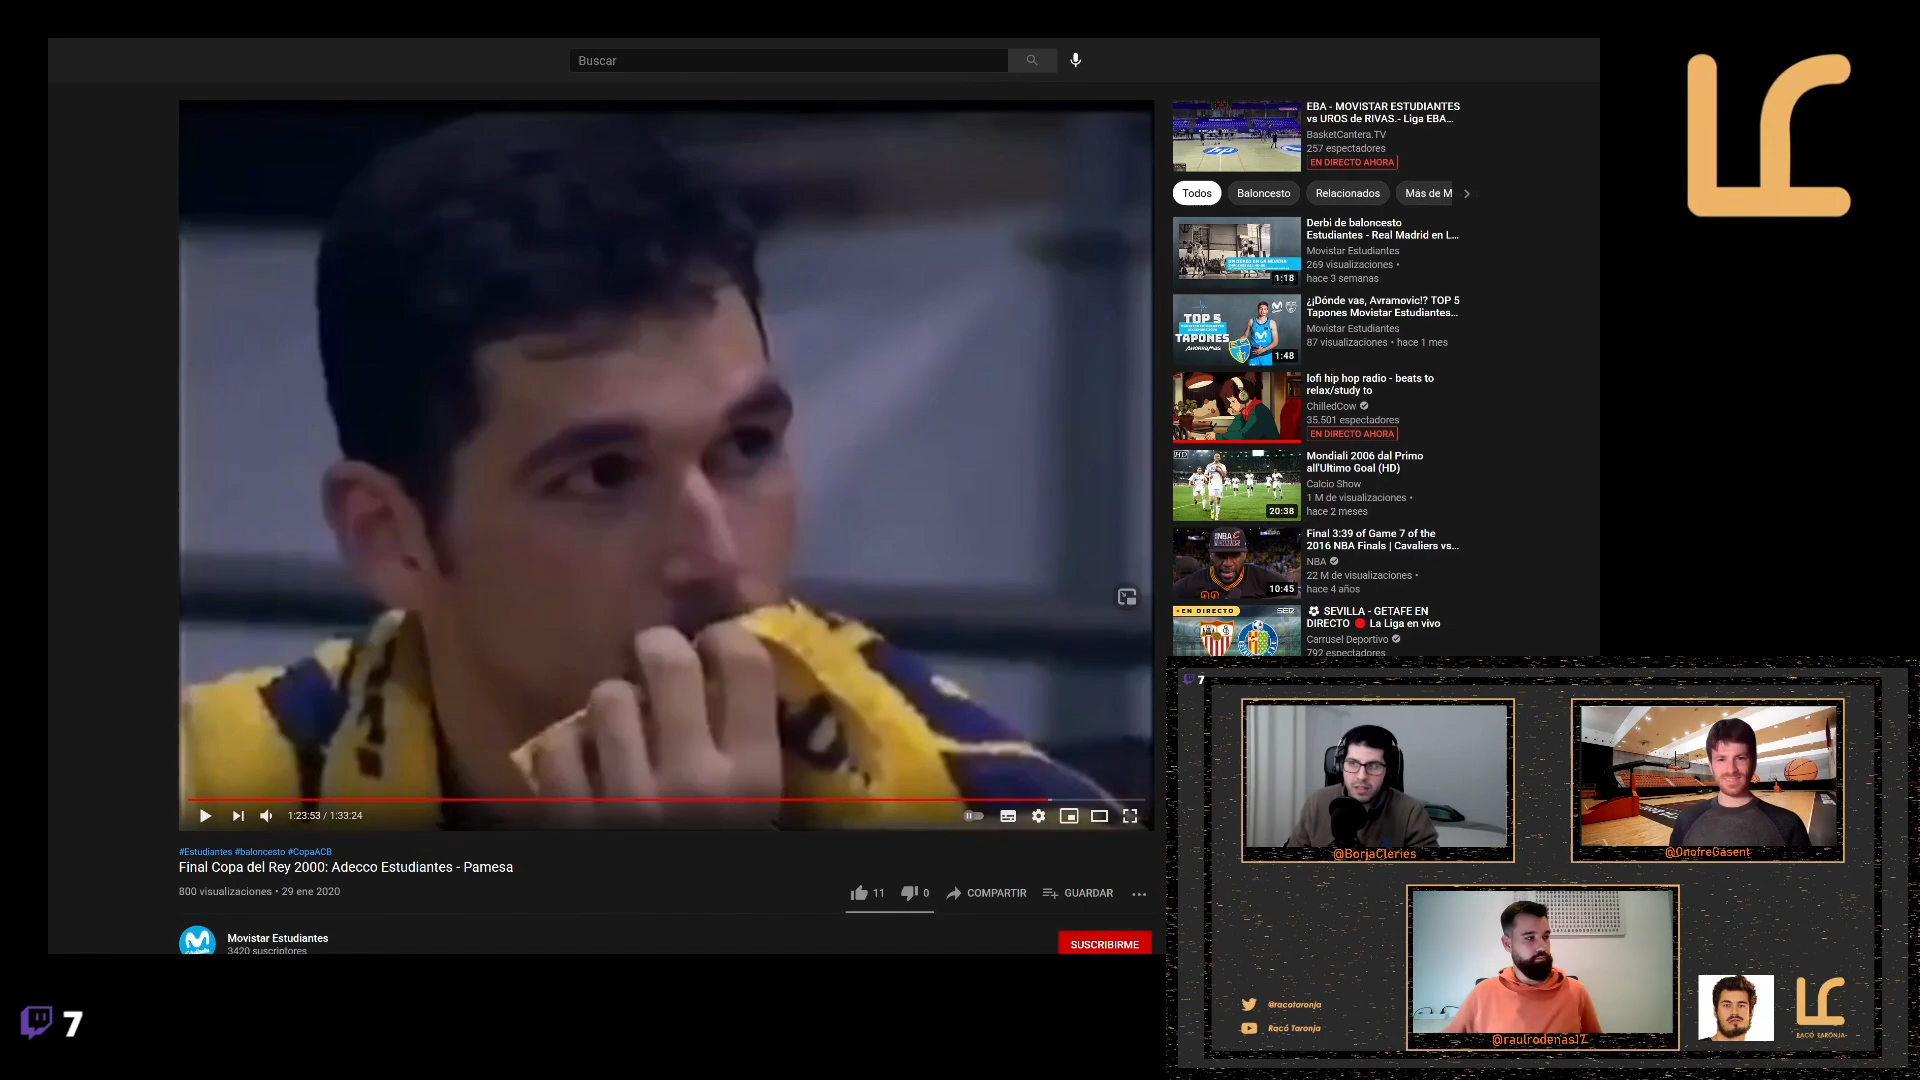 Buscar
EBA - MOVISTAR ESTUDIANTES
vs UROS de RIVAS.- Liga EBA...
BasketCantera.TV
257 espectadores
EN DIRECTO AHORA
Todos
Baloncesto
Relacionados
Más de M
Derbi de baloncesto
Estudiantes - Real Madrid en L...
Movistar Estudiantes
269 visualizaciones •
hace 3 semanas
1:18
¿¡Dónde vas, Avramovic!? TOP 5
Tapones Movistar Estudiantes...
Movistar Estudiantes
87 visualizaciones • hace 1 mes
TOP 5
TAPONES
AHORRAMAS
1:48
lofi hip hop radio - beats to
relax/study to
ChilledCow
35.501 espectadores
EN DIRECTO AHORA
HD
Mondiali 2006 dal Primo
all'Ultimo Goal (HD)
Calcio Show
1 M de visualizaciones •
hace 2 meses
20:38
Final 3:39 of Game 7 of the
2016 NBA Finals | Cavaliers vs...
NBA
22 M de visualizaciones •
hace 4 años
10:45
EN DIRECTO
SER
SEVILLA - GETAFE EN
DIRECTO La Liga en vivo
Carrusel Deportivo
792 espectadores
1:23:53 / 1:33:24
#Estudiantes #baloncesto #CopaACB
Final Copa del Rey 2000: Adecco Estudiantes - Pamesa
800 visualizaciones • 29 ene 2020
11
0
COMPARTIR
GUARDAR
Movistar Estudiantes
3420 suscriptores
SUSCRIBIRME
7
7
@BorjaCleries
@OnofreGasent
@raulrodenas17
@racotaronja
Racó Taronja
RACÓ TARONJA